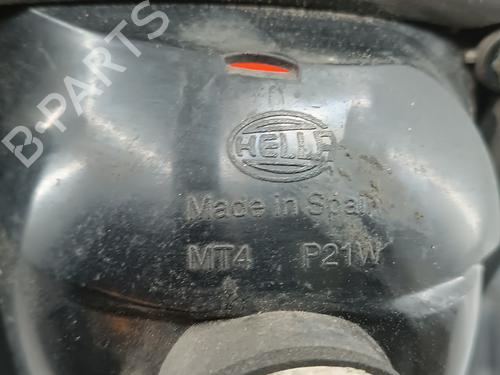 B-PARTS
HELLA
Made in Spain
MT4 P21W